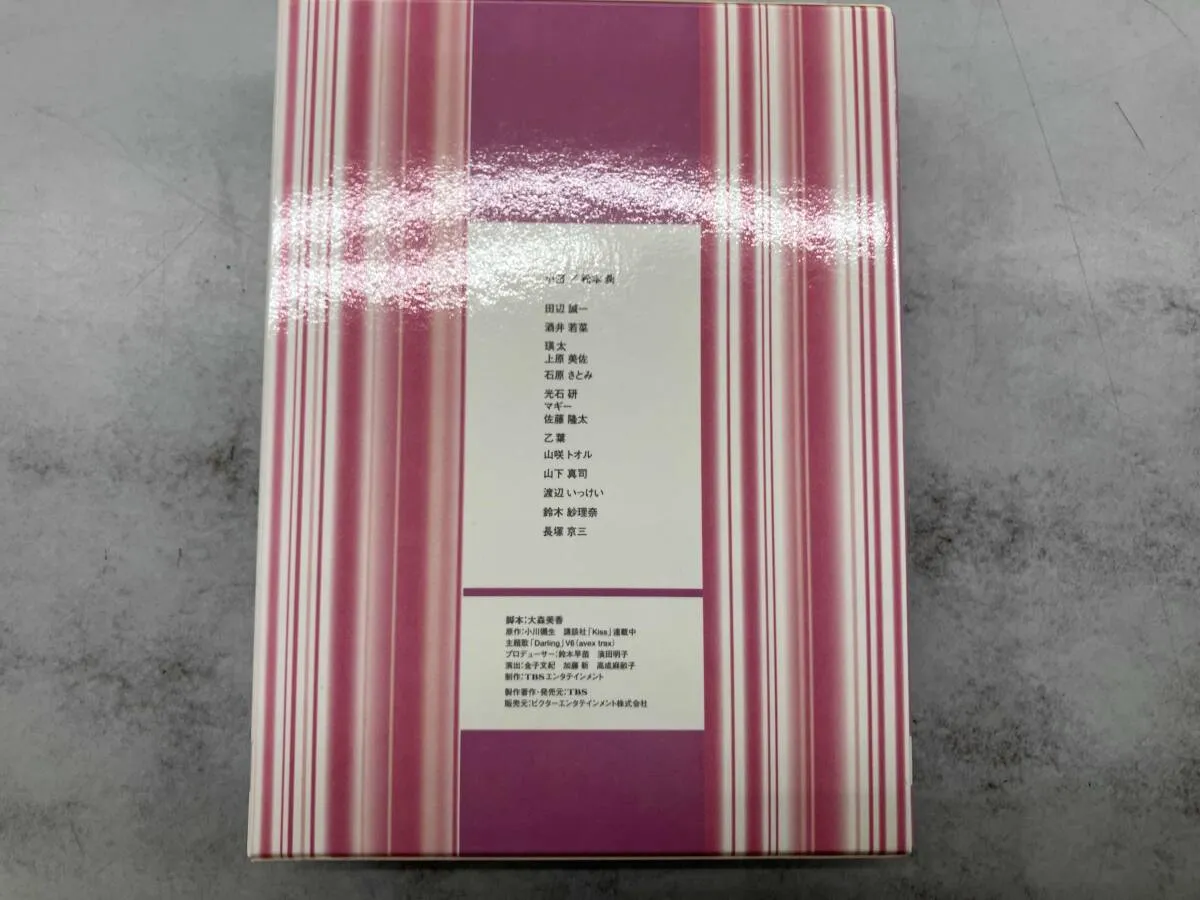 松本 潤
田辺 誠一
酒井 若菜
瑛太
上原 美佐
石原 さとみ
光石 研
マギー
佐藤 隆太
乙葉
山咲 トオル
山下 真司
渡辺 いっけい
鈴木 紗理奈
長塚 京三
脚本:大森美香
原作:小川彌生 講談社「Kiss」連載中
主題歌「Darling」V6(avex trax)
プロデューサー:鈴木早苗 濱田明子
演出:金子文紀 加藤 新 高成麻畝子
制作:TBSエンタテインメント
製作著作・発売元:TBS
販売元:ビクターエンタテインメント株式会社